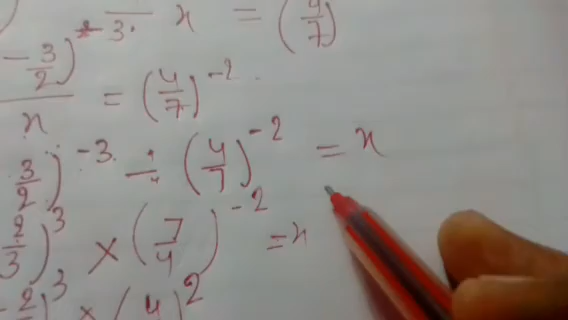 x = (4/7)
-3/2)^-3 / x = (4/7)^-2
3/2)^-3 ÷ (4/7)^-2 = x
2/3)^3 × (7/4)^-2 = x
2)^3 × (4)^2